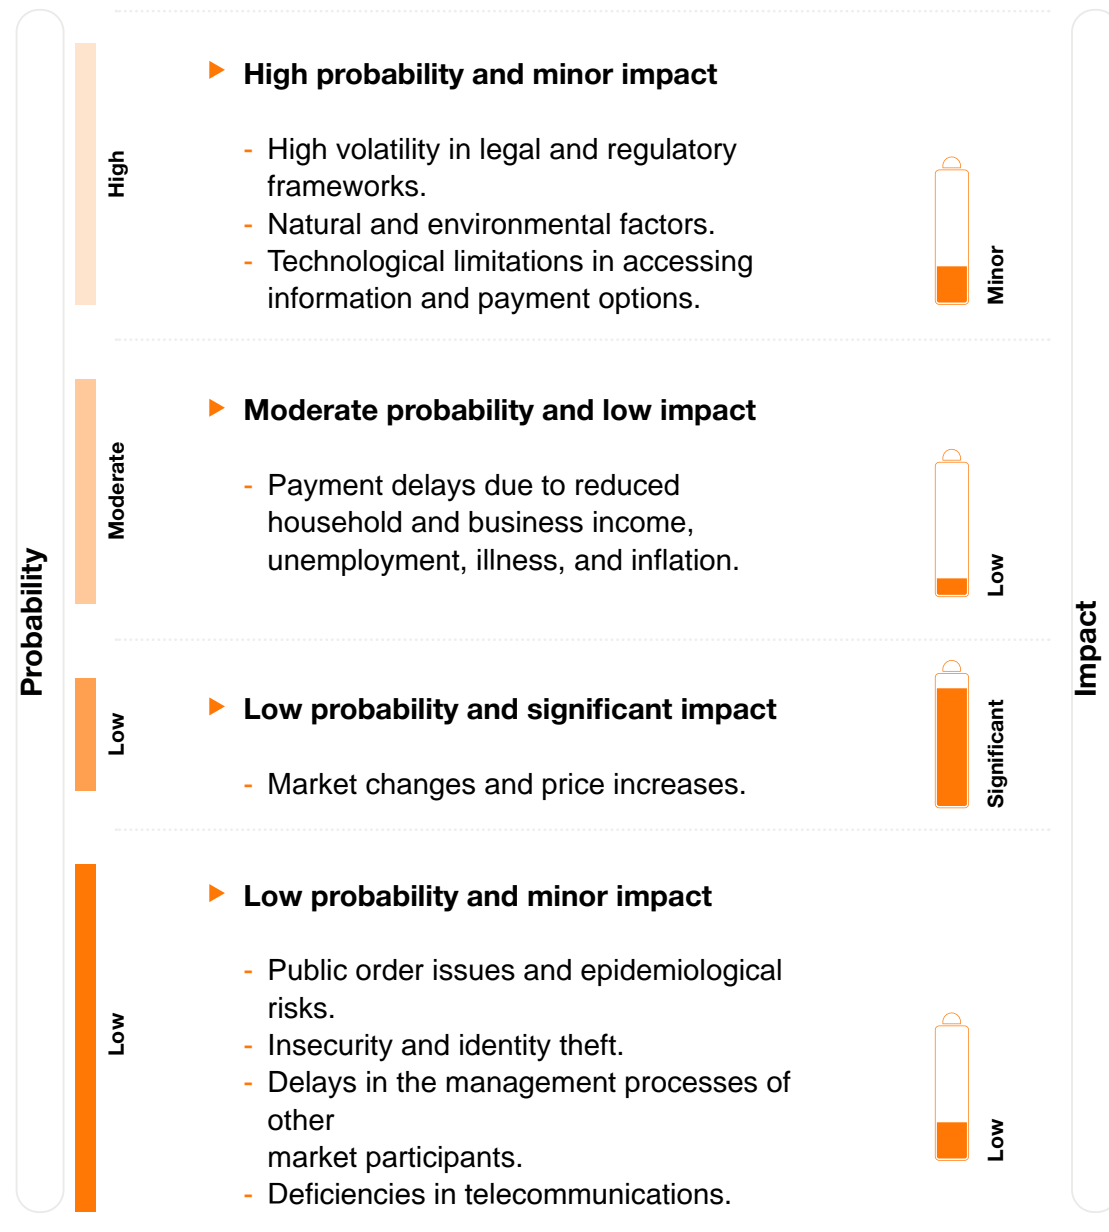 Probability
Impact
High
High probability and minor impact
- High volatility in legal and regulatory
frameworks.
- Natural and environmental factors.
- Technological limitations in accessing
information and payment options.
Minor
Moderate
Moderate probability and low impact
- Payment delays due to reduced
household and business income,
unemployment, illness, and inflation.
Low
Low
Low probability and significant impact
- Market changes and price increases.
Significant
Low
Low probability and minor impact
- Public order issues and epidemiological
risks.
- Insecurity and identity theft.
- Delays in the management processes of
other
market participants.
- Deficiencies in telecommunications.
Low